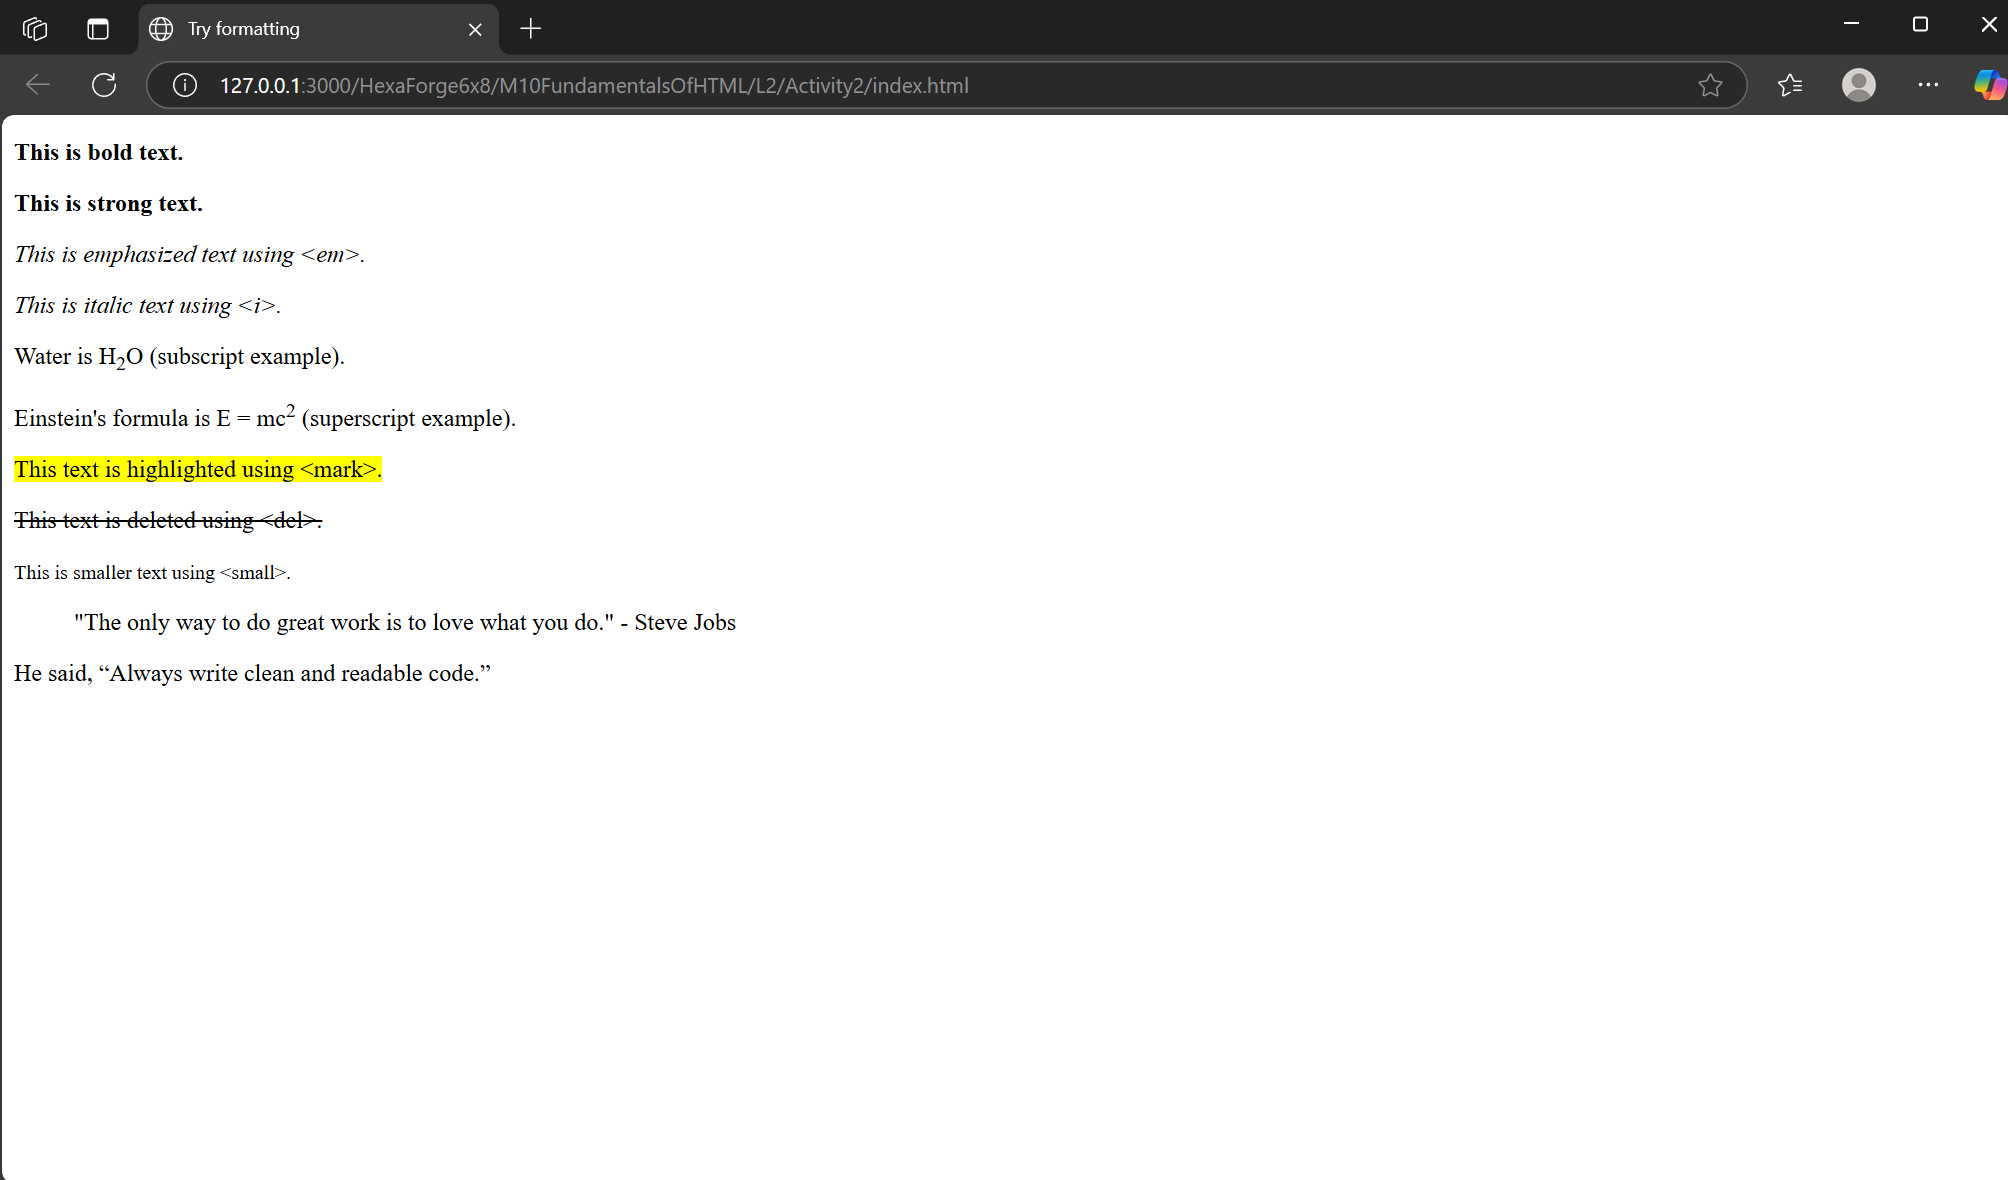 Try formatting
127.0.0.1:3000/HexaForge6x8/M10FundamentalsOfHTML/L2/Activity2/index.html
This is bold text.
This is strong text.
This is emphasized text using <em>.
This is italic text using <i>.
Water is H₂O (subscript example).
Einstein's formula is E = mc² (superscript example).
This text is highlighted using <mark>.
This text is deleted using <del>.
This is smaller text using <small>.
"The only way to do great work is to love what you do." - Steve Jobs
He said, “Always write clean and readable code.”